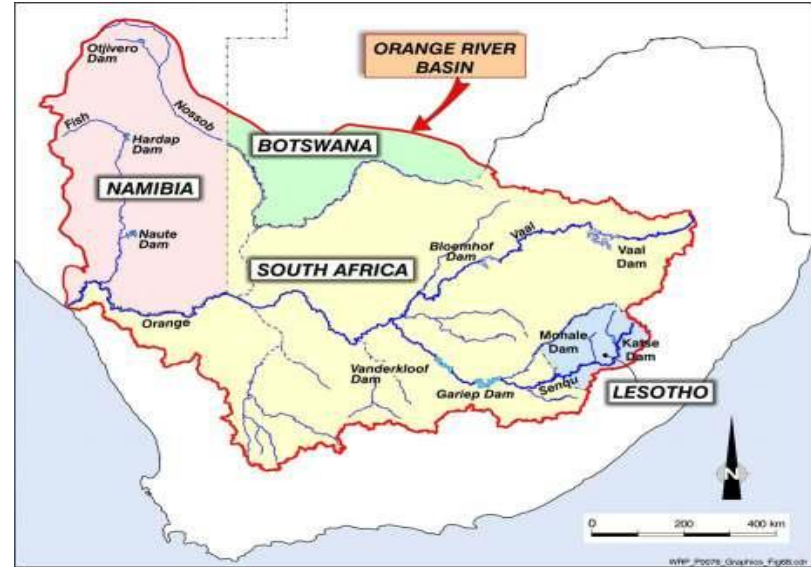 Otjivero
Dam
ORANGE RIVER
BASIN
Nossob
Fish
Hardap
Dam
BOTSWANA
NAMIBIA
Naute
Dam
Bloemhof
Dam
Vaal
Vaal
Dam
SOUTH AFRICA
Orange
Mohale
Dam
Katse
Dam
Vanderkloof
Dam
Gariep Dam
Senqu
LESOTHO
N
0 200 400 km
WRP_P0076_Graphics_Fig6B.cdr